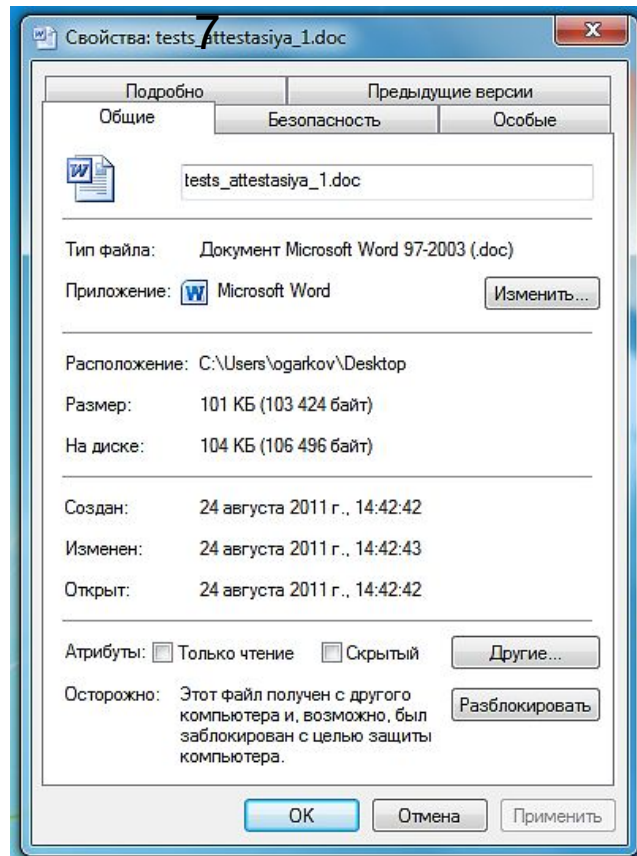 7
Свойства: tests_attestasiya_1.doc
Подробно Предыдущие версии
Общие Безопасность Особые
tests_attestasiya_1.doc
Тип файла: Документ Microsoft Word 97-2003 (.doc)
Приложение: Microsoft Word Изменить...
Расположение: C:\Users\ogarkov\Desktop
Размер: 101 КБ (103 424 байт)
На диске: 104 КБ (106 496 байт)
Создан: 24 августа 2011 г., 14:42:42
Изменен: 24 августа 2011 г., 14:42:43
Открыт: 24 августа 2011 г., 14:42:42
Атрибуты: Только чтение Скрытый Другие...
Осторожно: Этот файл получен с другого
компьютера и, возможно, был Разблокировать
заблокирован с целью защиты
компьютера.
OK Отмена Применить